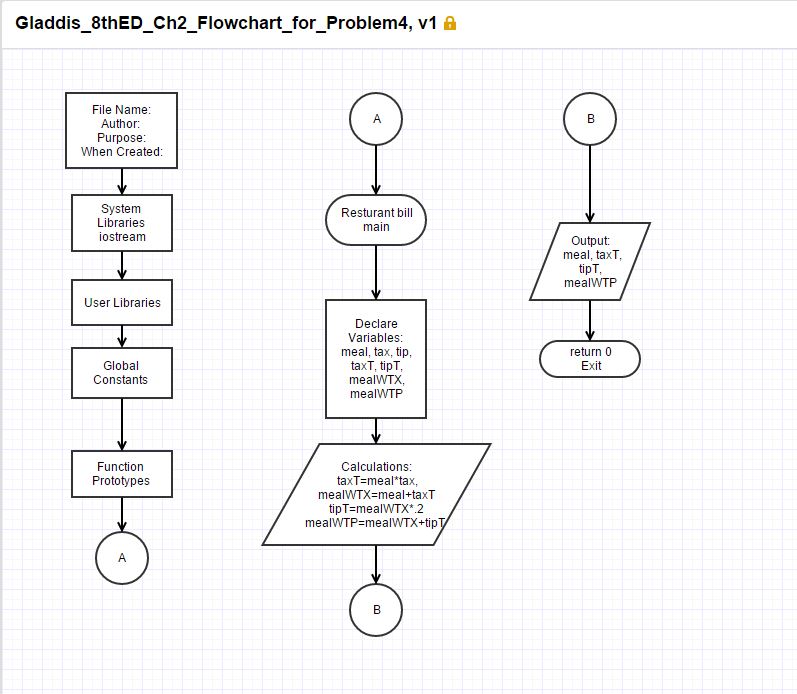 Gladdis_8thED_Ch2_Flowchart_for_Problem4, v1
File Name:
Author:
Purpose:
When Created:
System
Libraries
iostream
User Libraries
Global
Constants
Function
Prototypes
A
A
Resturant bill
main
Declare
Variables:
meal, tax, tip,
taxT, tipT,
mealWTX,
mealWTP
Calculations:
taxT=meal*tax,
mealWTX=meal+taxT
tipT=mealWTX*.2
mealWTP=mealWTX+tipT
B
B
Output:
meal, taxT,
tipT,
mealWTP
return 0
Exit